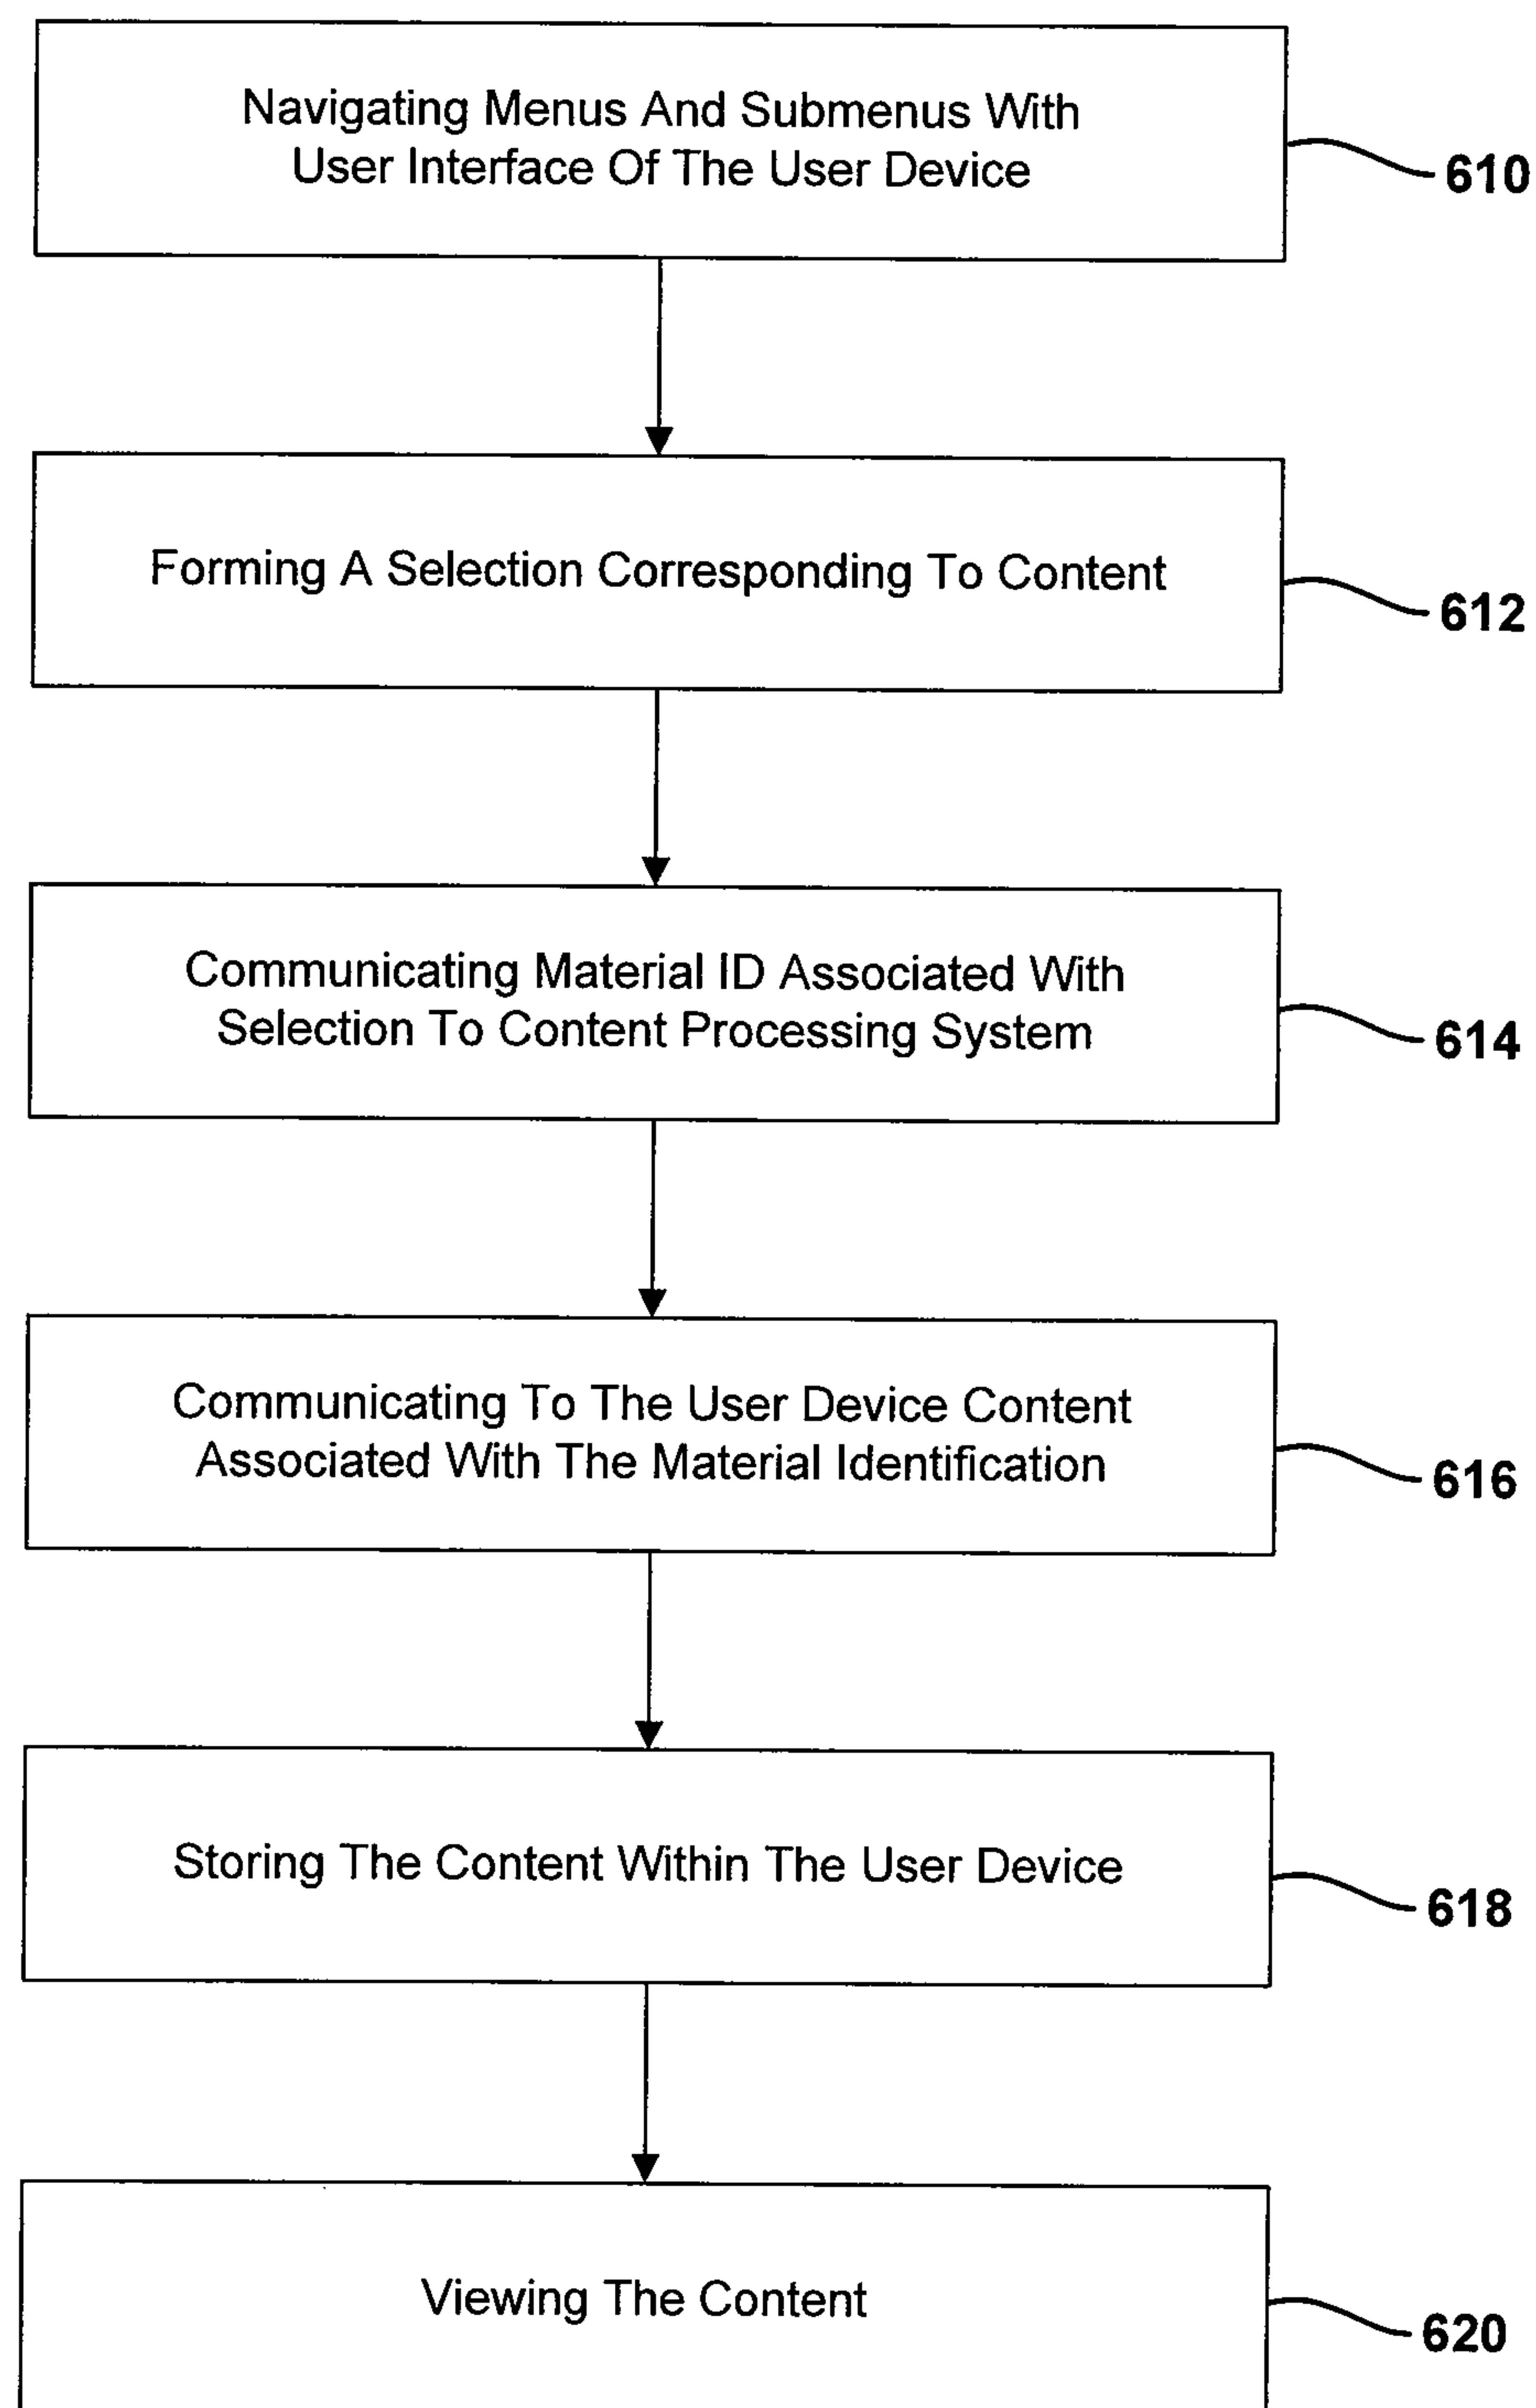 Navigating Menus And Submenus With
User Interface Of The User Device
610
Forming A Selection Corresponding To Content
612
Communicating Material ID Associated With
Selection To Content Processing System
614
Communicating To The User Device Content
Associated With The Material Identification
616
Storing The Content Within The User Device
618
Viewing The Content
620